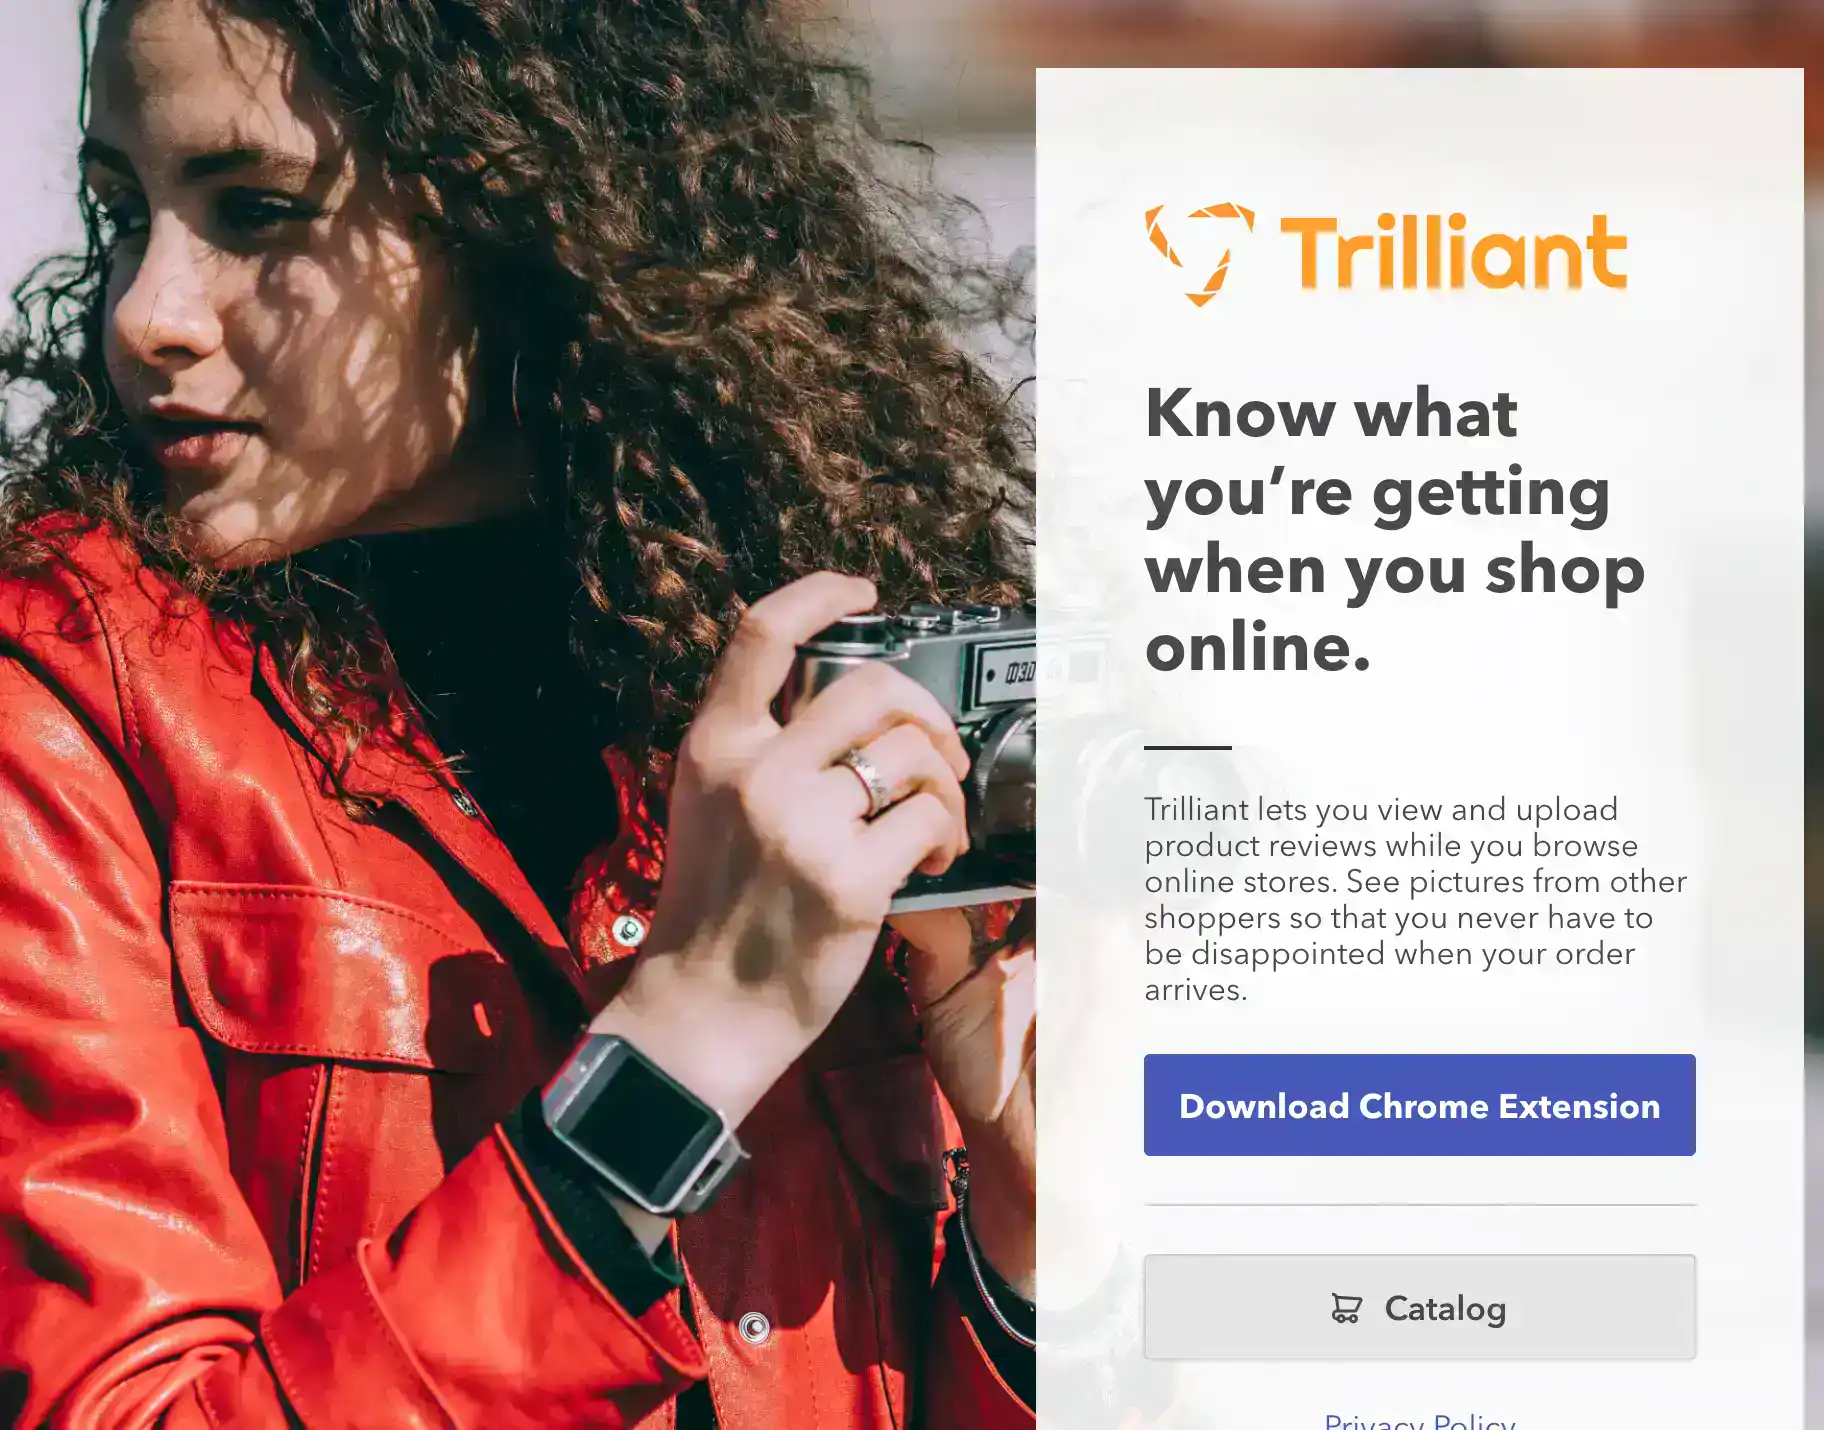 Trilliant
Know what
you’re getting
when you shop
online.
Trilliant lets you view and upload
product reviews while you browse
online stores. See pictures from other
shoppers so that you never have to
be disappointed when your order
arrives.
Download Chrome Extension
Catalog
Privacy Policy